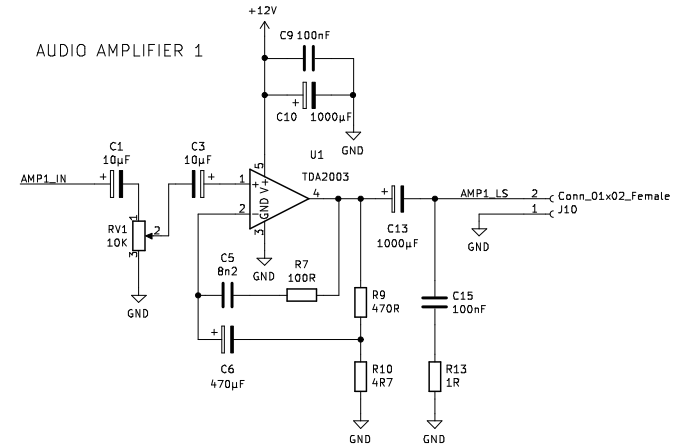 +12V
AUDIO AMPLIFIER 1
C9 100nF
+
C10 1000µF
GND
C1
10µF
C3
10µF
U1
TDA2003
AMP1_IN
+
+
1
5
V+
+
4
+
AMP1_LS
2
Conn_01x02_Female
1
J10
2
-
GND
3
RV1
10K
1
2
3
C13
1000µF
GND
GND
C5
8n2
R7
100R
GND
R9
470R
C15
100nF
+
C6
470µF
R10
4R7
R13
1R
GND
GND